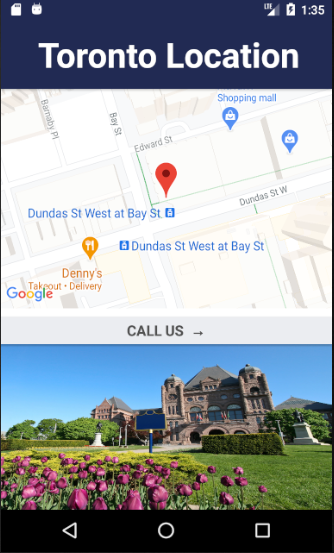 LTE 1:35
Toronto Location
Shopping mall
Barnaby Pl
Bay St
Edward St
Dundas St W
Dundas St West at Bay St
Dundas St West at Bay St
Denny's
Takeout • Delivery
Google
CALL US →